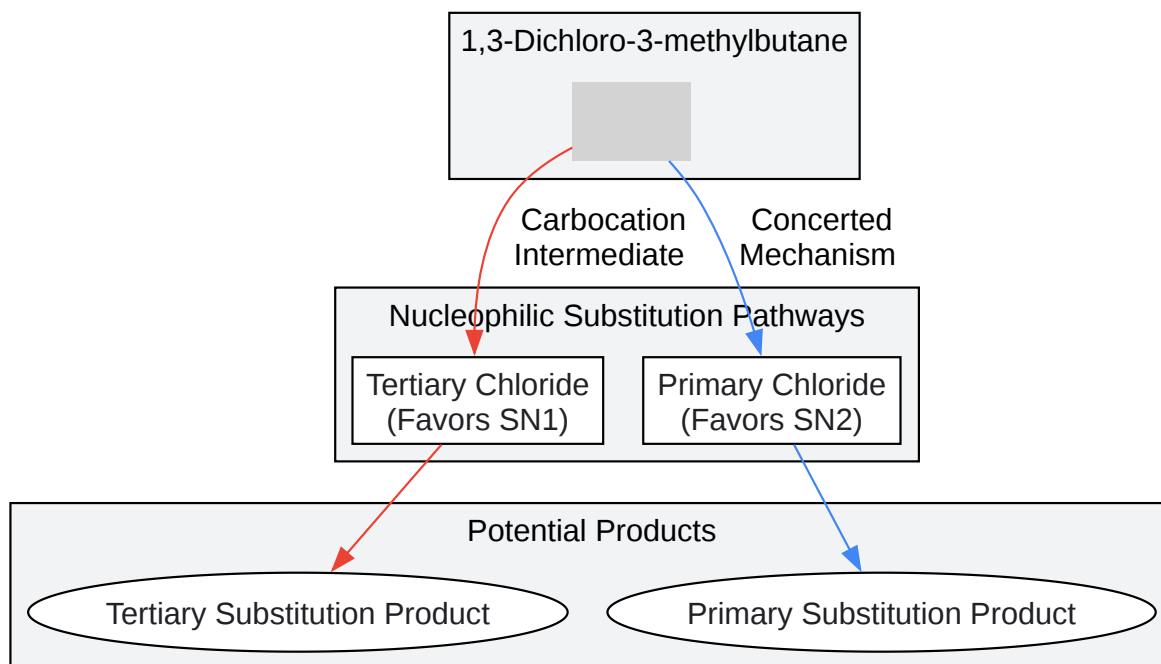 1,3-Dichloro-3-methylbutane
Carbocation
Intermediate
Concerted
Mechanism
Nucleophilic Substitution Pathways
Tertiary Chloride
(Favors SN1)
Primary Chloride
(Favors SN2)
Potential Products
Tertiary Substitution Product
Primary Substitution Product